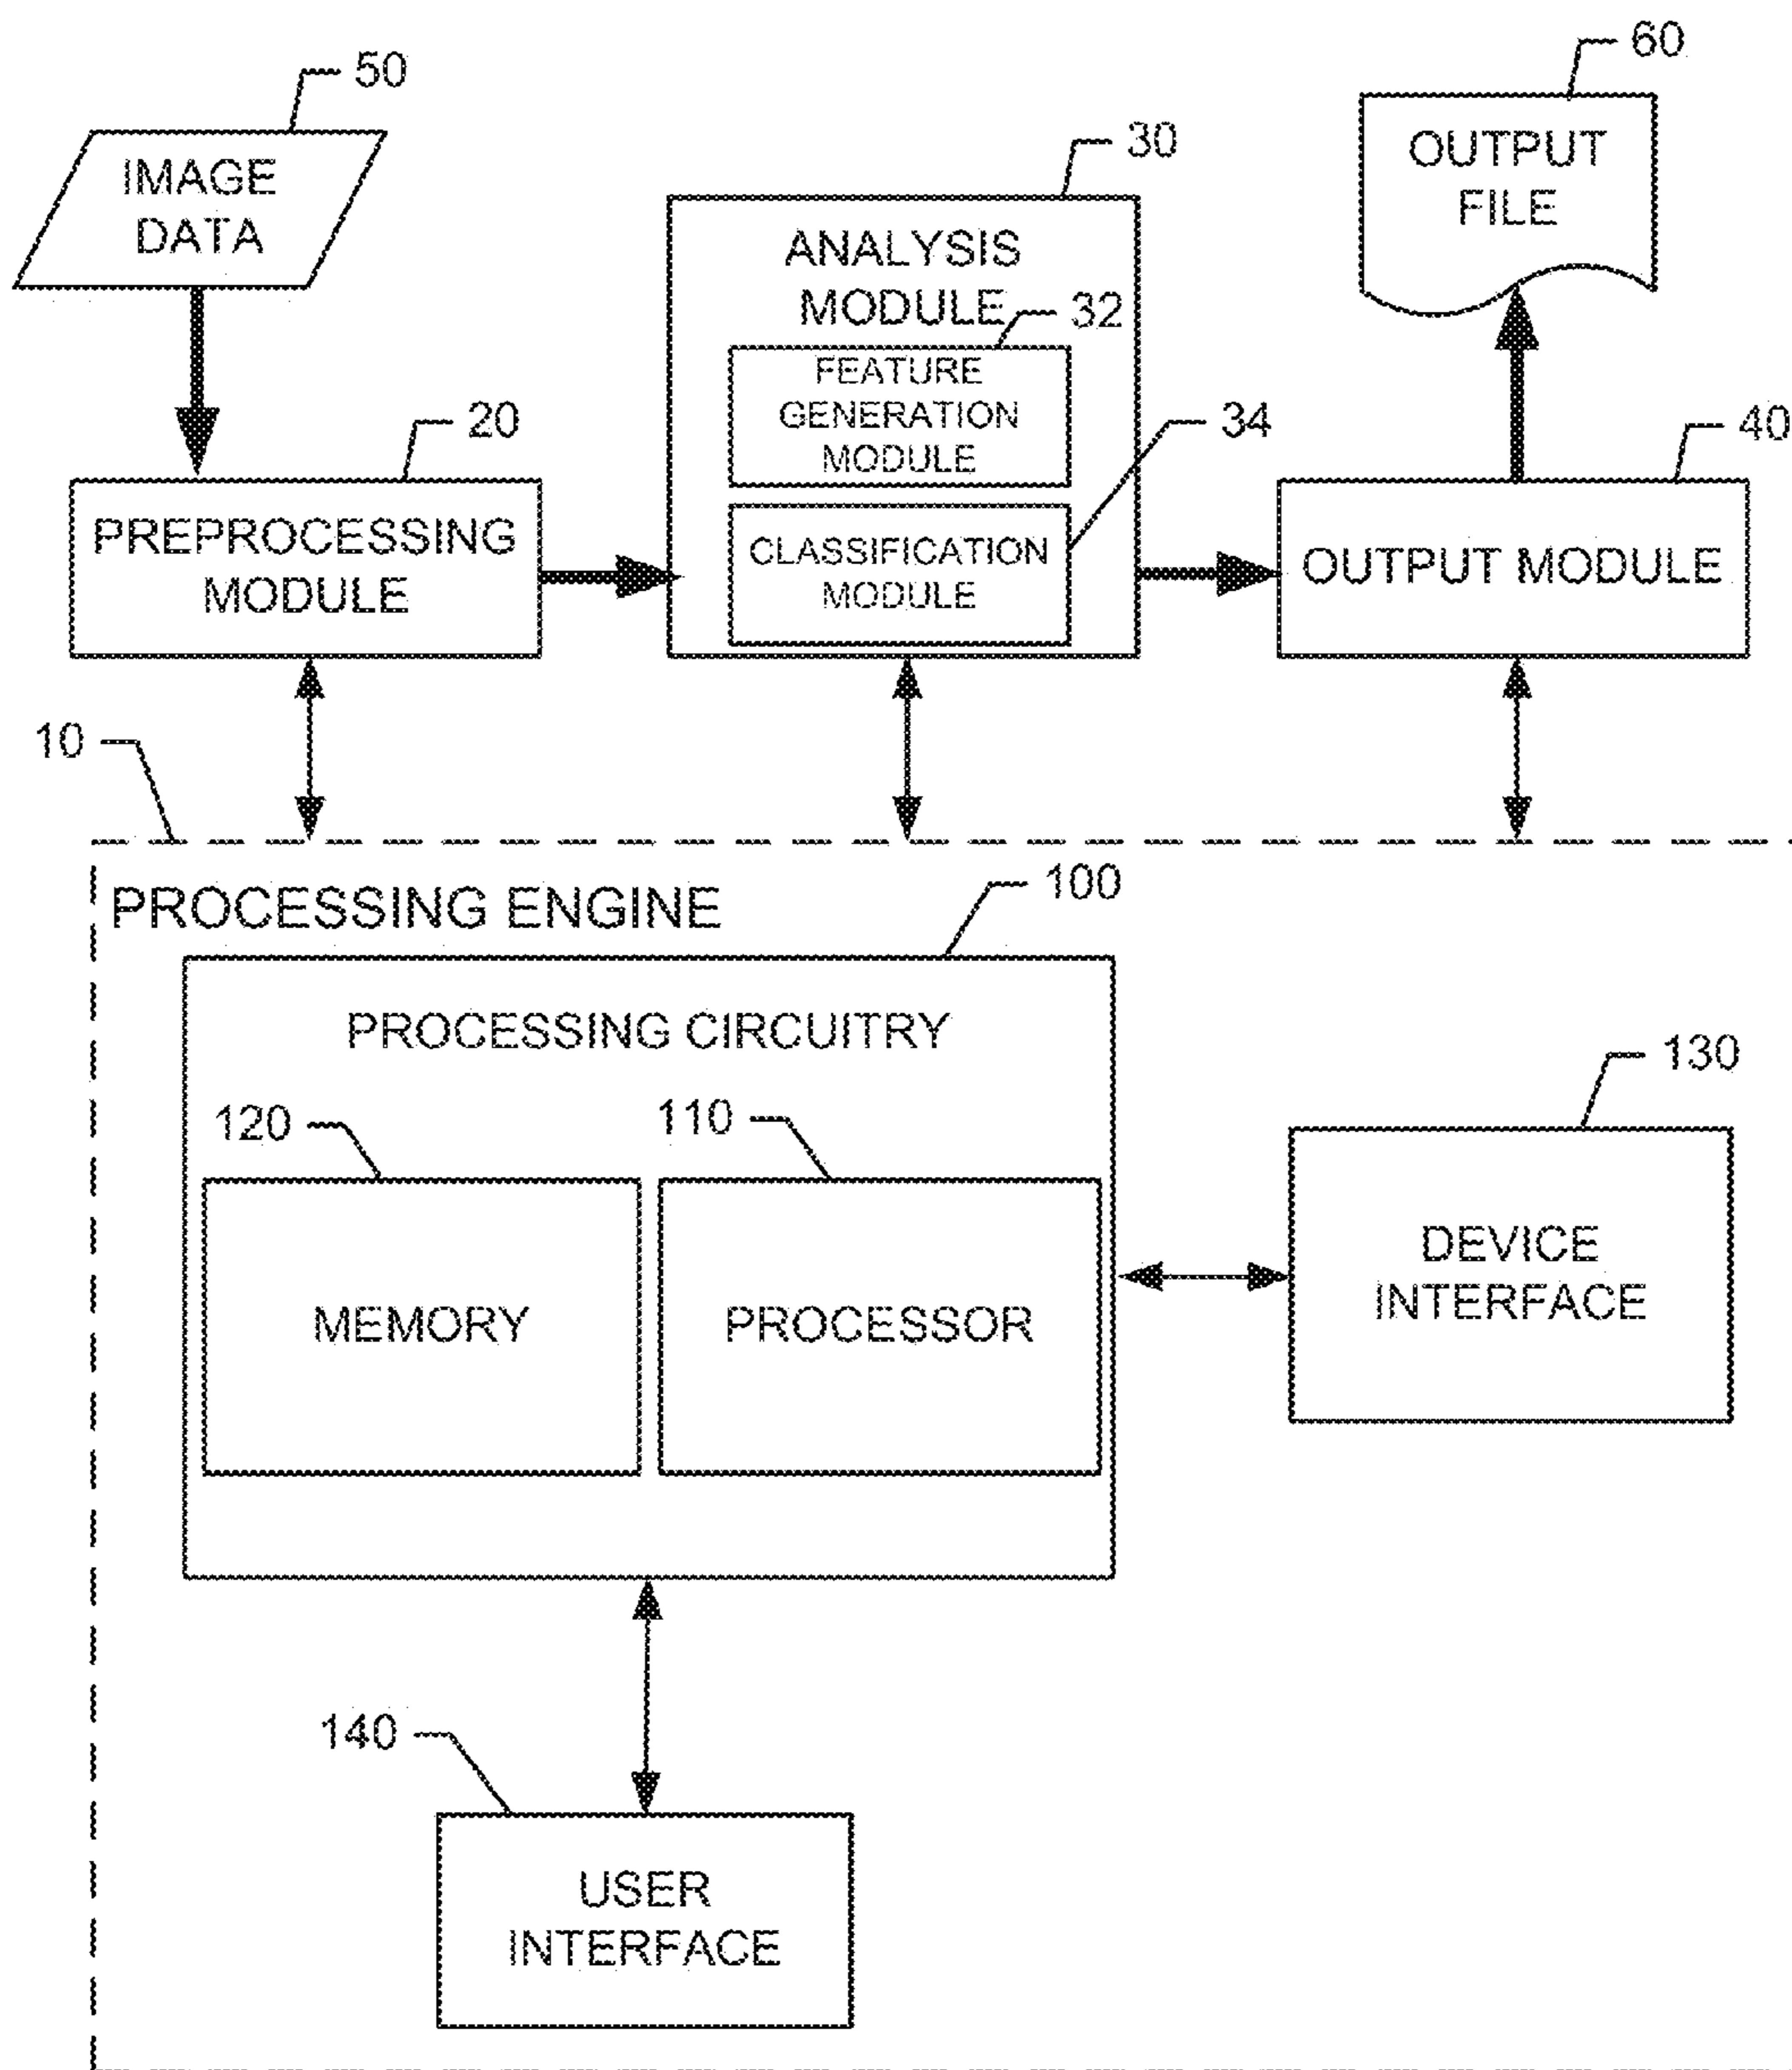 50
IMAGE
DATA
60
OUTPUT
FILE
30
ANALYSIS
MODULE
32
FEATURE
GENERATION
MODULE
34
CLASSIFICATION
MODULE
20
PREPROCESSING
MODULE
40
OUTPUT MODULE
10
PROCESSING ENGINE
100
PROCESSING CIRCUITRY
120
MEMORY
110
PROCESSOR
130
DEVICE
INTERFACE
140
USER
INTERFACE